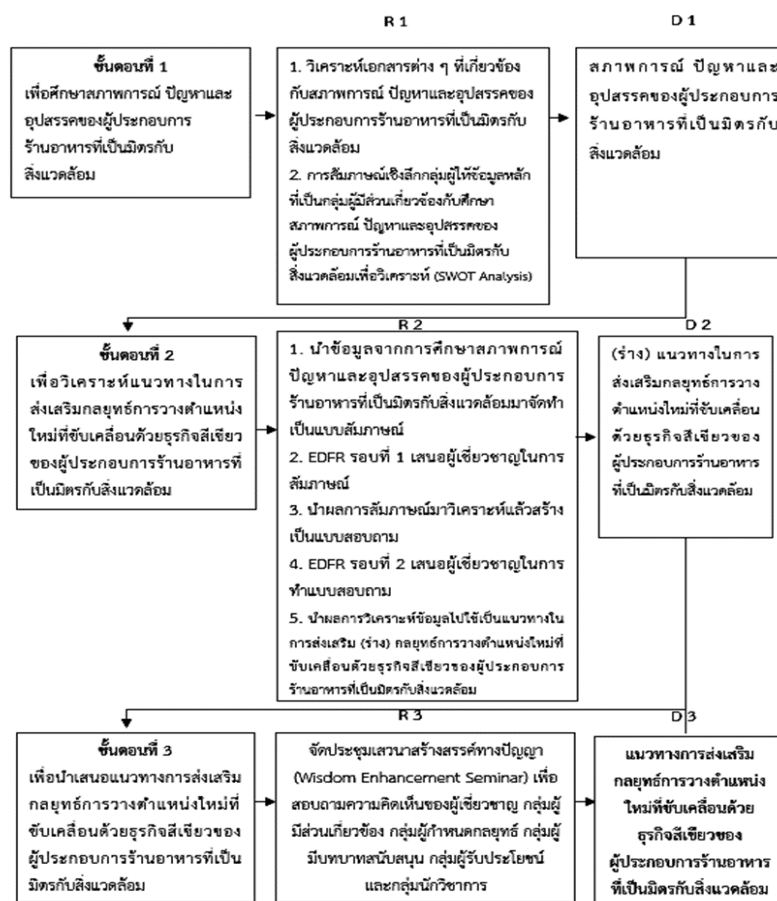 R 1
D 1
ขั้นตอนที่ 1
เพื่อศึกษาสภาพการณ์ ปัญหาและ
อุปสรรคของผู้ประกอบการ
ร้านอาหารที่เป็นมิตรกับ
สิ่งแวดล้อม
1. วิเคราะห์เอกสารต่าง ๆ ที่เกี่ยวข้อง
กับสภาพการณ์ ปัญหาและอุปสรรคของ
ผู้ประกอบการร้านอาหารที่เป็นมิตรกับ
สิ่งแวดล้อม
2. การสัมภาษณ์เชิงลึกกลุ่มผู้ให้ข้อมูลหลัก
ที่เป็นกลุ่มผู้มีส่วนเกี่ยวข้องกับศึกษา
สภาพการณ์ ปัญหาและอุปสรรคของ
ผู้ประกอบการร้านอาหารที่เป็นมิตรกับ
สิ่งแวดล้อมเพื่อวิเคราะห์ (SWOT Analysis)
สภาพการณ์ ปัญหาและ
อุปสรรคของผู้ประกอบการ
ร้านอาหารที่เป็นมิตรกับ
สิ่งแวดล้อม
R 2
D 2
ขั้นตอนที่ 2
เพื่อวิเคราะห์แนวทางในการ
ส่งเสริมกลยุทธ์การวางตำแหน่ง
ใหม่ที่ขับเคลื่อนด้วยธุรกิจสีเขียว
ของผู้ประกอบการร้านอาหารที่
เป็นมิตรกับสิ่งแวดล้อม
1. นำข้อมูลจากการศึกษาสภาพการณ์
ปัญหาและอุปสรรคของผู้ประกอบการ
ร้านอาหารที่เป็นมิตรกับสิ่งแวดล้อมมาจัดทำ
เป็นแบบสัมภาษณ์
2. EDFR รอบที่ 1 เสนอผู้เชี่ยวชาญในการ
สัมภาษณ์
3. นำผลการสัมภาษณ์มาวิเคราะห์แล้วสร้าง
เป็นแบบสอบถาม
4. EDFR รอบที่ 2 เสนอผู้เชี่ยวชาญในการ
ทำแบบสอบถาม
5. นำผลการวิเคราะห์ข้อมูลไปใช้เป็นแนวทางใน
การส่งเสริม (ร่าง) กลยุทธ์การวางตำแหน่งใหม่ที่
ขับเคลื่อนด้วยธุรกิจสีเขียวของผู้ประกอบการ
ร้านอาหารที่เป็นมิตรกับสิ่งแวดล้อม
(ร่าง) แนวทางในการ
ส่งเสริมกลยุทธ์การวาง
ตำแหน่งใหม่ที่ขับเคลื่อน
ด้วยธุรกิจสีเขียวของ
ผู้ประกอบการร้านอาหาร
ที่เป็นมิตรกับสิ่งแวดล้อม
R 3
D 3
ขั้นตอนที่ 3
เพื่อนำเสนอแนวทางการส่งเสริม
กลยุทธ์การวางตำแหน่งใหม่ที่
ขับเคลื่อนด้วยธุรกิจสีเขียวของ
ผู้ประกอบการร้านอาหารที่เป็น
มิตรกับสิ่งแวดล้อม
จัดประชุมเสวนาสร้างสรรค์ทางปัญญา
(Wisdom Enhancement Seminar) เพื่อ
สอบถามความคิดเห็นของผู้เชี่ยวชาญ กลุ่มผู้
มีส่วนเกี่ยวข้อง กลุ่มผู้กำหนดกลยุทธ์ กลุ่มผู้
มีบทบาทสนับสนุน กลุ่มผู้รับประโยชน์
และกลุ่มนักวิชาการ
แนวทางการส่งเสริม
กลยุทธ์การวางตำแหน่ง
ใหม่ที่ขับเคลื่อนด้วย
ธุรกิจสีเขียวของ
ผู้ประกอบการร้านอาหาร
ที่เป็นมิตรกับสิ่งแวดล้อม